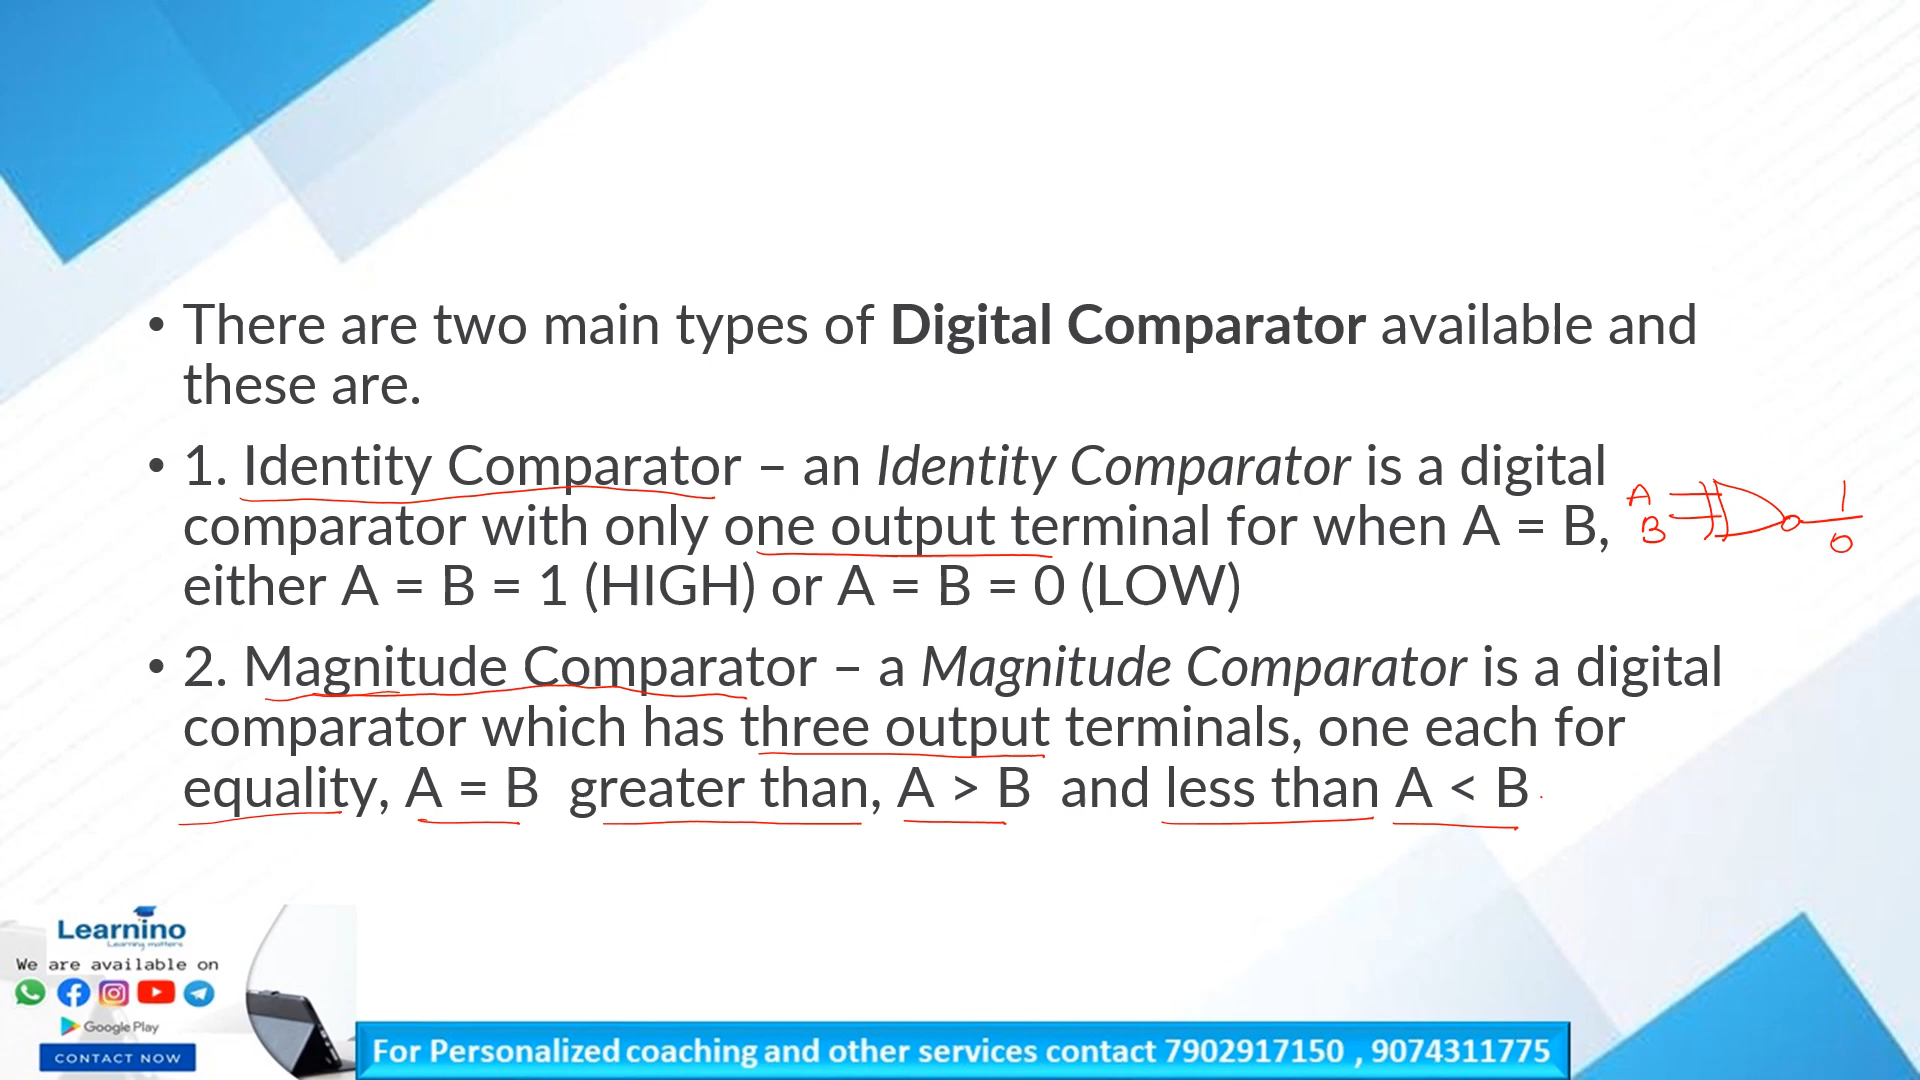 • There are two main types of Digital Comparator available and
these are.
• 1. Identity Comparator – an Identity Comparator is a digital
comparator with only one output terminal for when A = B,
either A = B = 1 (HIGH) or A = B = 0 (LOW)
A
B
1
0
• 2. Magnitude Comparator – a Magnitude Comparator is a digital
comparator which has three output terminals, one each for
equality, A = B  greater than, A > B  and less than A < B
Learnino
Learning matters
We are available on
Google Play
CONTACT NOW
For Personalized coaching and other services contact 7902917150 , 9074311775